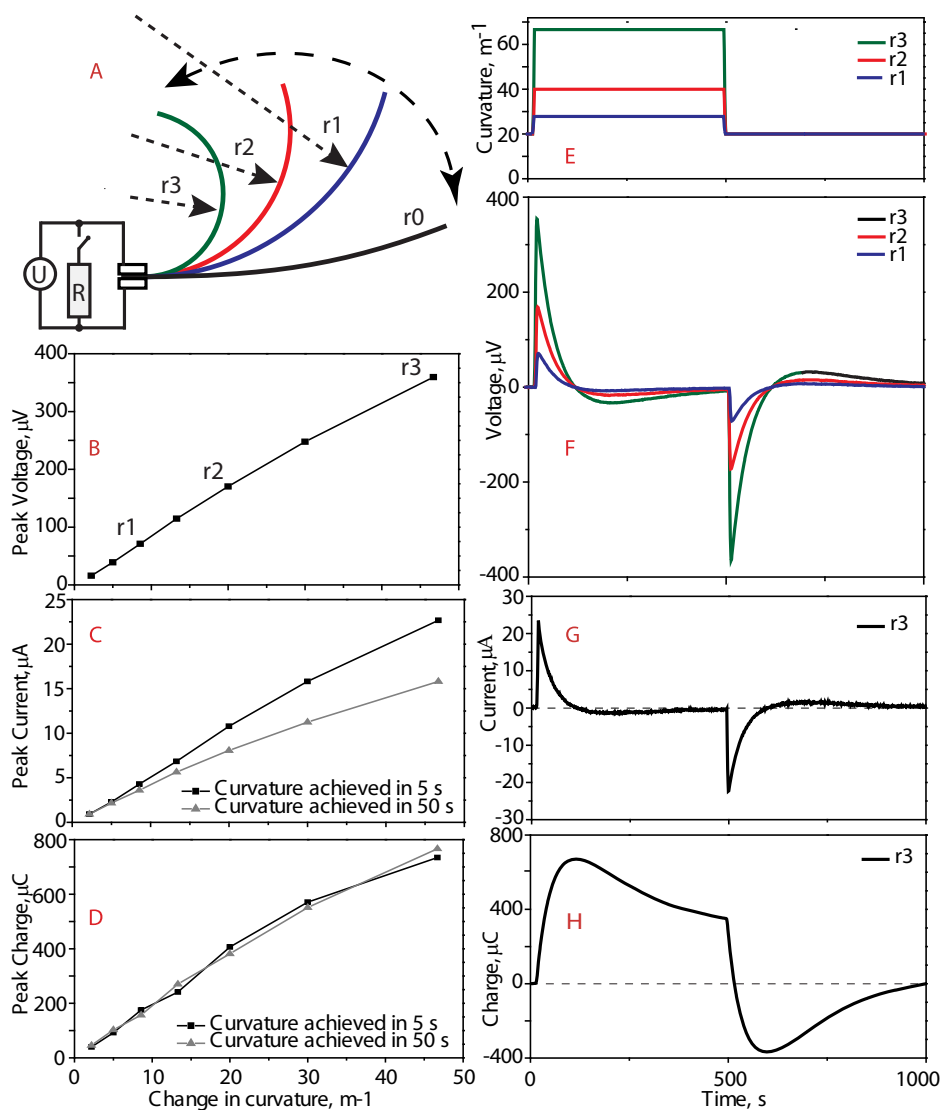 A
r1
r2
r3
r0
U
R
400
300
200
100
0
Peak Voltage, µV
B
r1
r2
r3
25
20
15
10
5
0
Peak Current, µA
C
Curvature achieved in 5 s
Curvature achieved in 50 s
800
600
400
200
0
Peak Charge, µC
D
Curvature achieved in 5 s
Curvature achieved in 50 s
0 10 20 30 40 50
Change in curvature, m-1
60
40
20
0
Curvature, m-1
r3
r2
r1
E
400
200
0
-200
-400
Voltage, µV
r3
r2
r1
F
30
20
10
0
-10
-20
-30
Current, µA
G
r3
800
400
0
-400
Charge, µC
r3
H
0 500 1000
Time, s